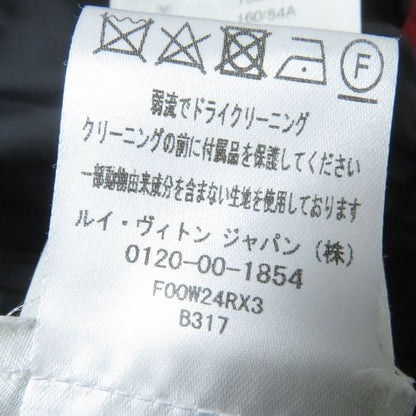 160/84A
F
弱流でドライクリーニング
クリーニングの前に付属品を保護してください
一部動物由来成分を含まない生地を使用しております
ルイ・ヴィトン ジャパン (株)
0120-00-1854
F00W24RX3
B317